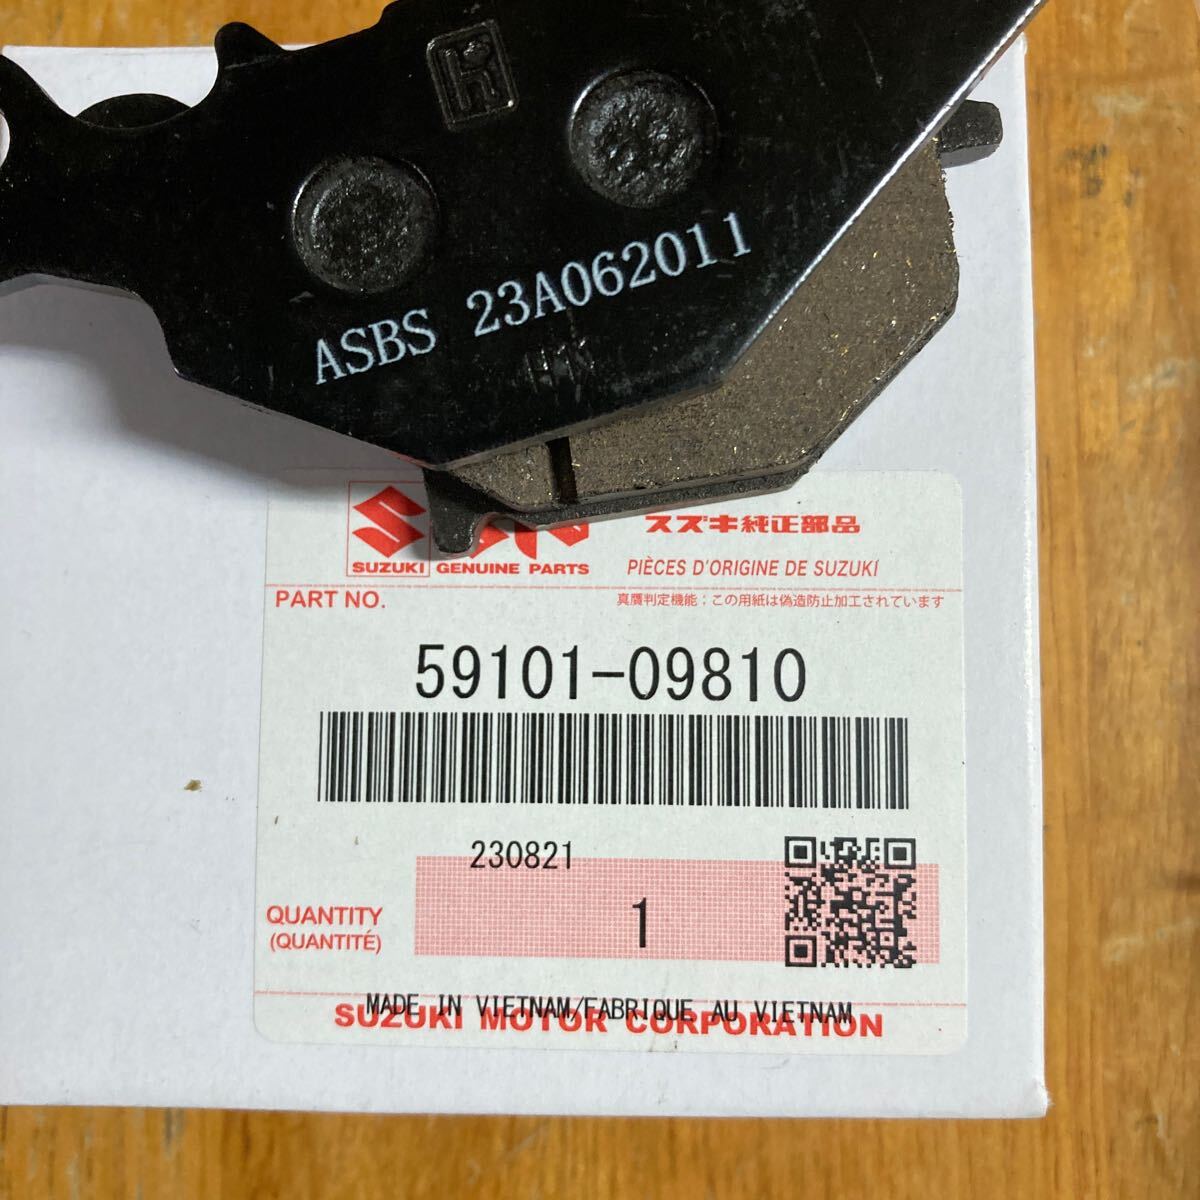 ASBS 23A062011
スズキ純正部品
SUZUKI GENUINE PARTS
PIÈCES D'ORIGINE DE SUZUKI
PART NO.
真贋判定機能：この用紙は偽造防止加工されています
59101-09810
230821
QUANTITY
(QUANTITÉ)
1
MADE IN VIETNAM/FABRIQUE AU VIETNAM
SUZUKI MOTOR CORPORATION